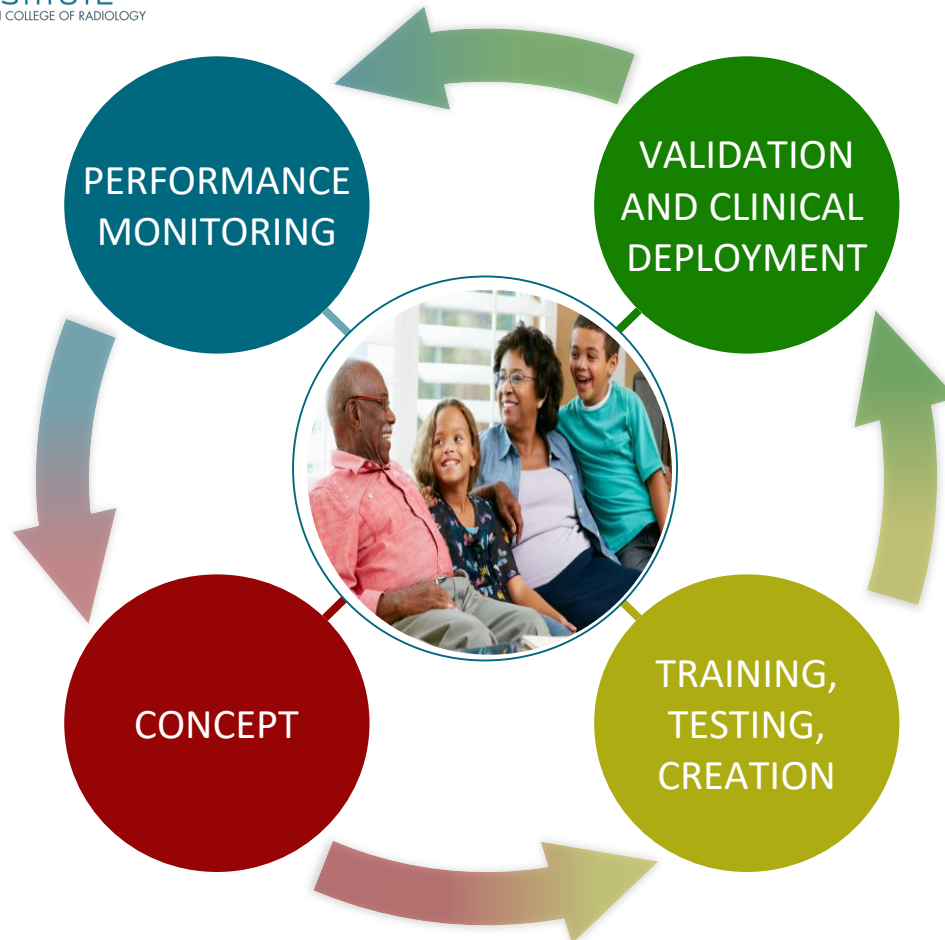 COLLEGE OF RADIOLOGY
PERFORMANCE
MONITORING
VALIDATION
AND CLINICAL
DEPLOYMENT
CONCEPT
TRAINING,
TESTING,
CREATION